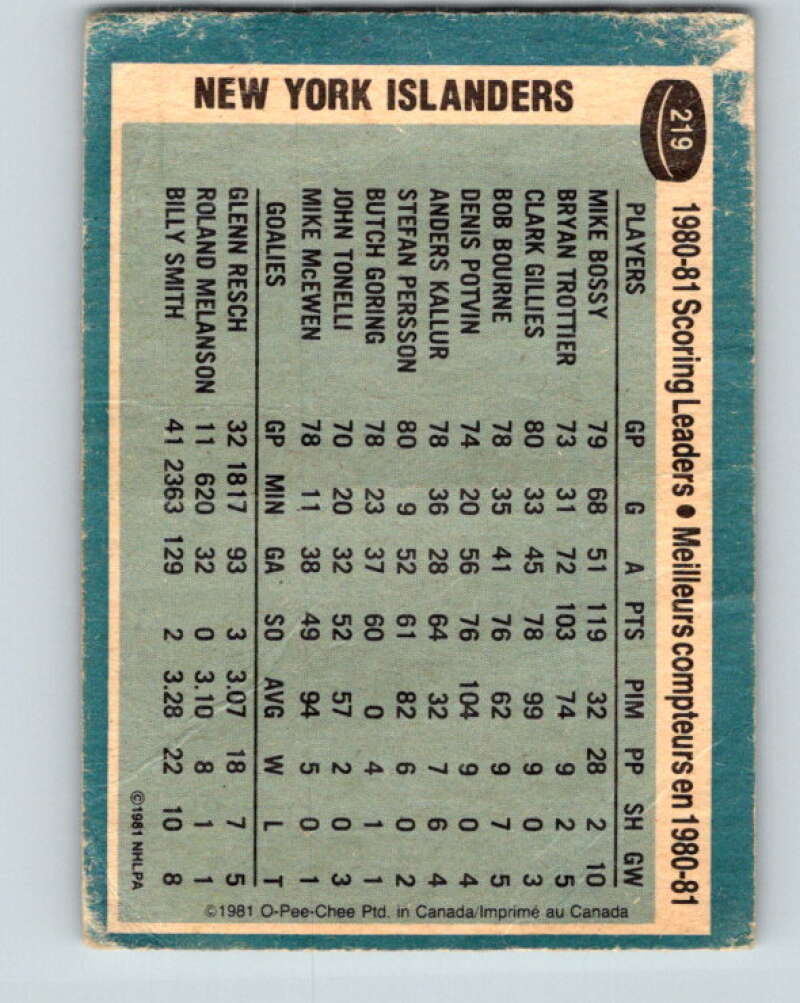 NEW YORK ISLANDERS
219
1980-81 Scoring Leaders • Meilleurs compteurs en 1980-81
PLAYERS GP G A PTS PIM PP SH GW
MIKE BOSSY 79 68 51 119 32 28 2 10
BRYAN TROTTIER 73 31 72 103 74 9 2 5
CLARK GILLIES 80 33 45 78 99 9 0 3
BOB BOURNE 78 35 41 76 62 9 7 5
DENIS POTVIN 74 20 56 76 104 9 0 4
ANDERS KALLUR 78 36 28 64 32 7 6 4
STEFAN PERSSON 80 9 52 61 82 6 0 2
BUTCH GORING 78 23 37 60 0 4 1 1
JOHN TONELLI 70 20 32 52 57 2 0 3
MIKE McEWEN 78 11 38 49 94 5 0 1
GOALIES GP MIN GA SO AVG W L T
GLENN RESCH 32 1817 93 3 3.07 18 7 5
ROLAND MELANSON 11 620 32 0 3.10 8 1 1
BILLY SMITH 41 2363 129 2 3.28 22 10 8
©1981 NHLPA
©1981 O-Pee-Chee Ptd. in Canada/Imprimé au Canada